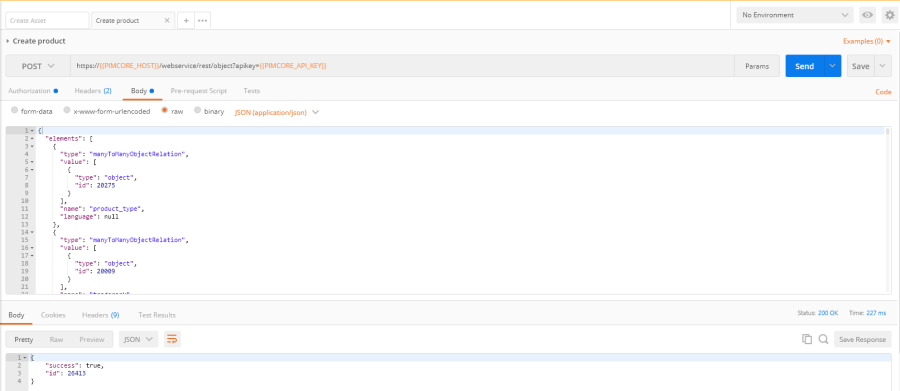 Create Asset
Create product
No Environment
Create product
Examples (0)
POST
https://{{PIMCORE_HOST}}/webservice/rest/object?apikey={{PIMCORE_API_KEY}}
Params
Send
Save
Authorization
Headers (2)
Body
Pre-request Script
Tests
Code
form-data
x-www-form-urlencoded
raw
binary
JSON (application/json)
1 {
2 "elements": [
3 {
4 "type": "manyToManyObjectRelation",
5 "value": [
6 {
7 "type": "object",
8 "id": 20275
9 }
10 ],
11 "name": "product_type",
12 "language": null
13 },
14 {
15 "type": "manyToManyObjectRelation",
16 "value": [
17 {
18 "type": "object",
19 "id": 20009
20 }
21 ],
Body
Cookies
Headers (9)
Test Results
Status: 200 OK
Time: 227 ms
Pretty
Raw
Preview
JSON
Save Response
1 {
2 "success": true,
3 "id": 26413
4 }